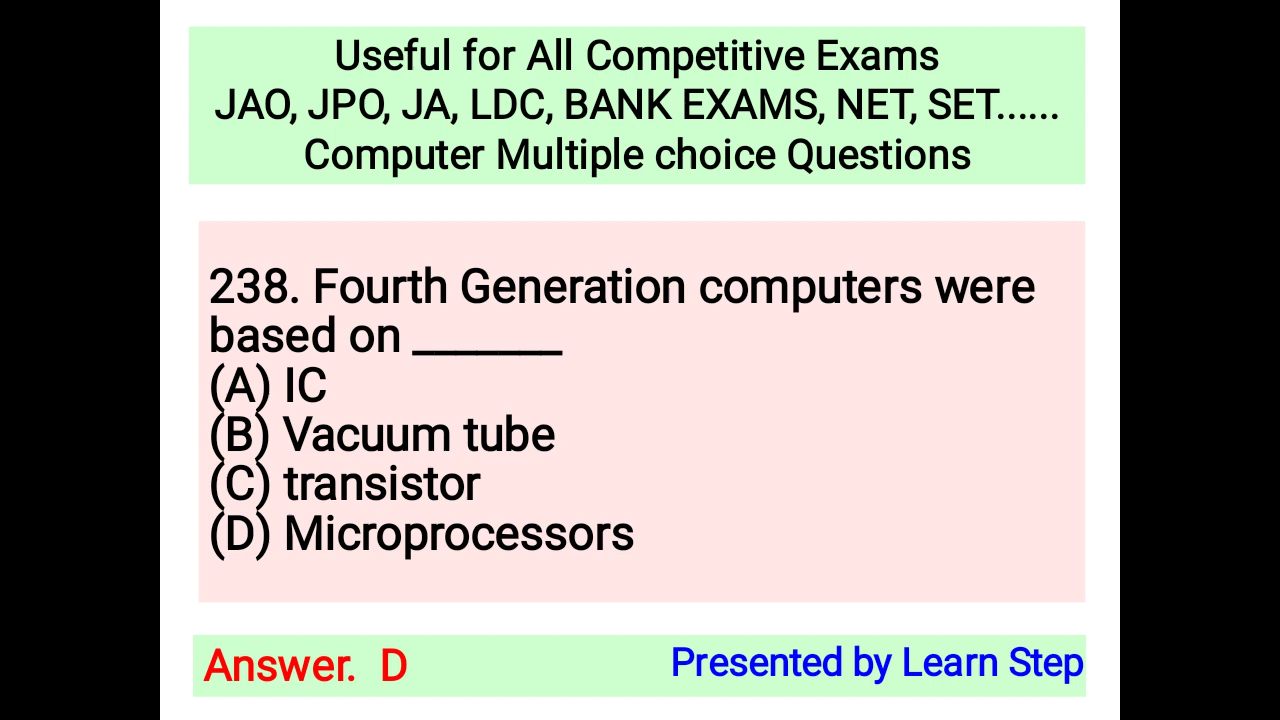 Useful for All Competitive Exams
JAO, JPO, JA, LDC, BANK EXAMS, NET, SET......
Computer Multiple choice Questions
238. Fourth Generation computers were
based on _______
(A) IC
(B) Vacuum tube
(C) transistor
(D) Microprocessors
Answer. D
Presented by Learn Step